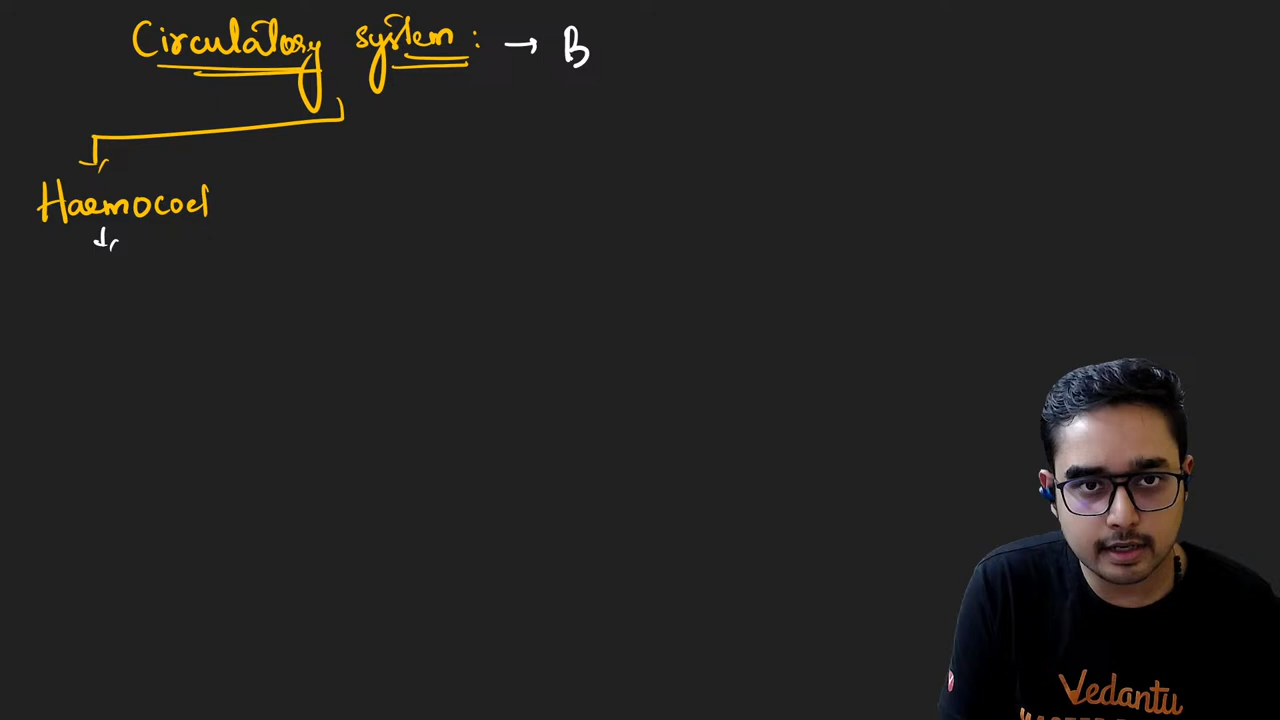 Circulatory system : → B
Haemocoel
Vedantu